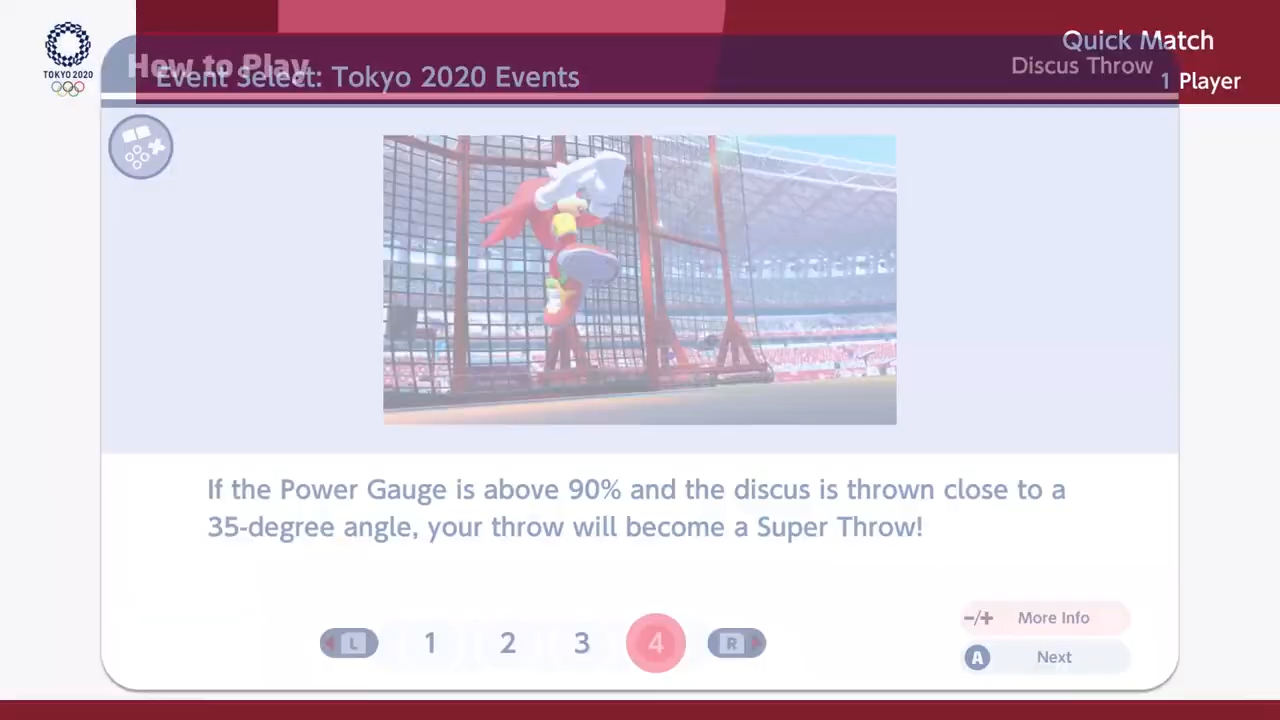 TOKYO 2020
How to Play
Event Select: Tokyo 2020 Events
Quick Match
Discus Throw
1 Player
If the Power Gauge is above 90% and the discus is thrown close to a
35-degree angle, your throw will become a Super Throw!
L 1 2 3 4 R
−/+ More Info
A Next